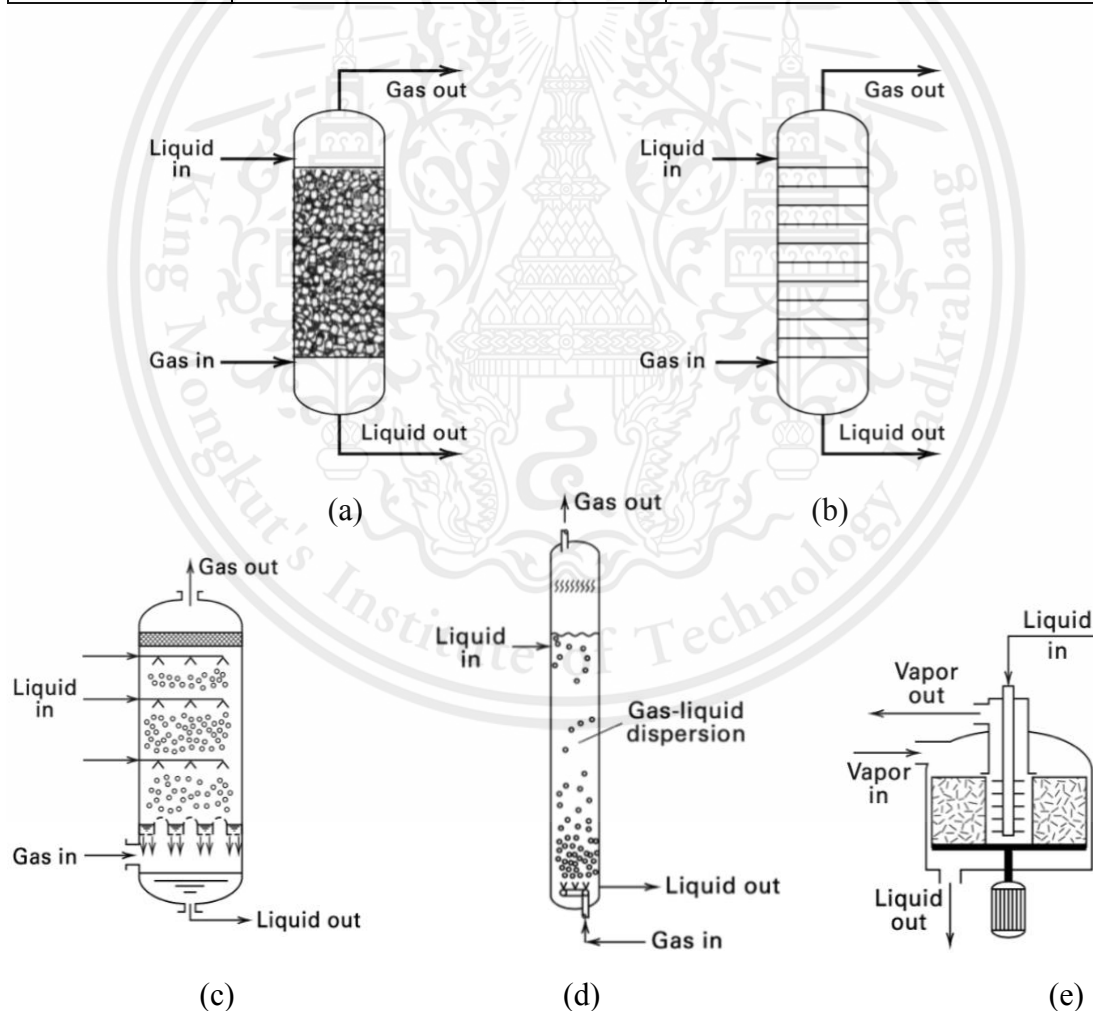 Gas out
Liquid
in
Gas in
Liquid out
(a)
Gas out
Liquid
in
Gas in
Liquid out
(b)
Gas out
Liquid
in
Gas in
Liquid out
(c)
Gas out
Liquid
in
Gas-liquid
dispersion
Liquid out
Gas in
(d)
Liquid
in
Vapor
out
Vapor
in
Liquid
out
(e)
King Mongkut's Institute of Technology Ladkrabang